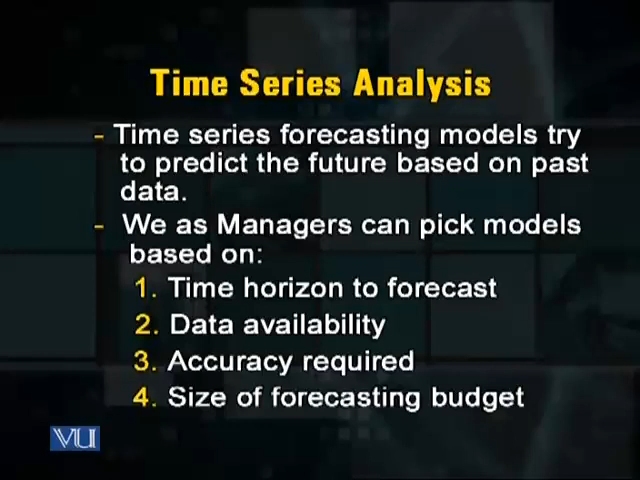 Time Series Analysis
- Time series forecasting models try
to predict the future based on past
data.
- We as Managers can pick models
based on:
1. Time horizon to forecast
2. Data availability
3. Accuracy required
4. Size of forecasting budget
VU